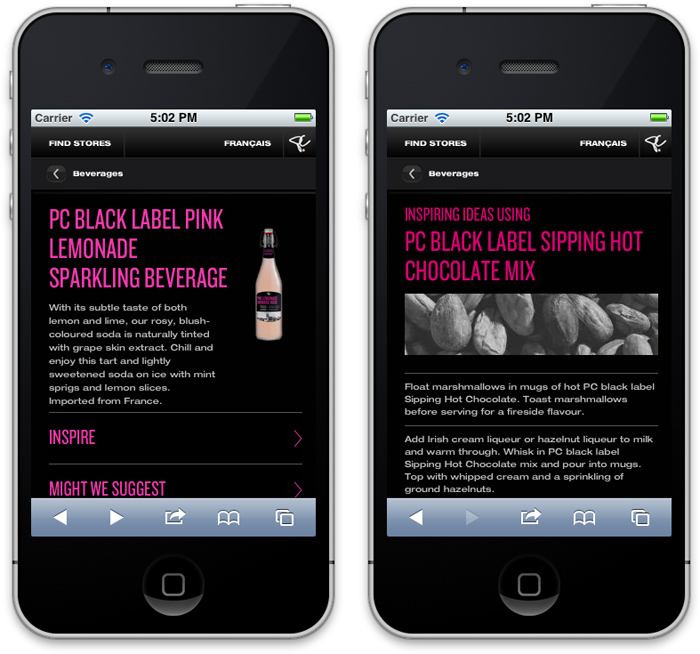 Carrier 5:02 PM
FIND STORES FRANÇAIS
Beverages
PC BLACK LABEL PINK
LEMONADE
SPARKLING BEVERAGE
With its subtle taste of both
lemon and lime, our rosy, blush-
coloured soda is naturally tinted
with grape skin extract. Chill and
enjoy this tart and lightly
sweetened soda on ice with mint
sprigs and lemon slices.
Imported from France.
INSPIRE
MIGHT WE SUGGEST
Carrier 5:02 PM
FIND STORES FRANÇAIS
Beverages
INSPIRING IDEAS USING
PC BLACK LABEL SIPPING HOT
CHOCOLATE MIX
Float marshmallows in mugs of hot PC black label
Sipping Hot Chocolate. Toast marshmallows
before serving for a fireside flavour.
Add Irish cream liqueur or hazelnut liqueur to milk
and warm through. Whisk in PC black label
Sipping Hot Chocolate mix and pour into mugs.
Top with whipped cream and a sprinkling of
ground hazelnuts.